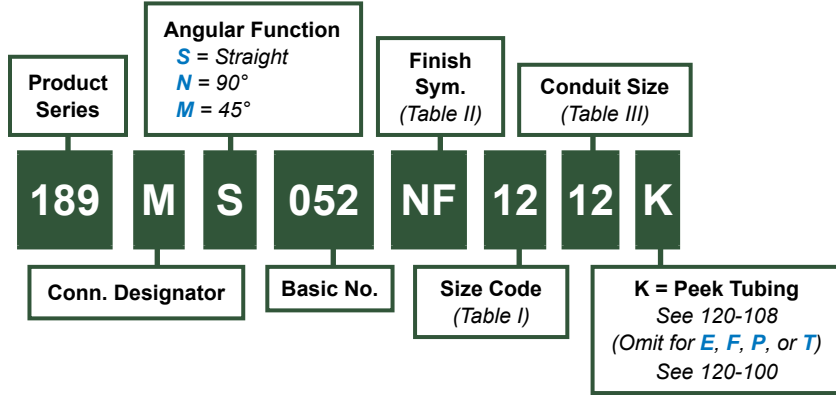 Angular Function
S = Straight
N = 90°
M = 45°
Product
Series
Finish
Sym.
(Table II)
Conduit Size
(Table III)
189 M S 052 NF 12 12 K
Conn. Designator
Basic No.
Size Code
(Table I)
K = Peek Tubing
See 120-108
(Omit for E, F, P, or T)
See 120-100